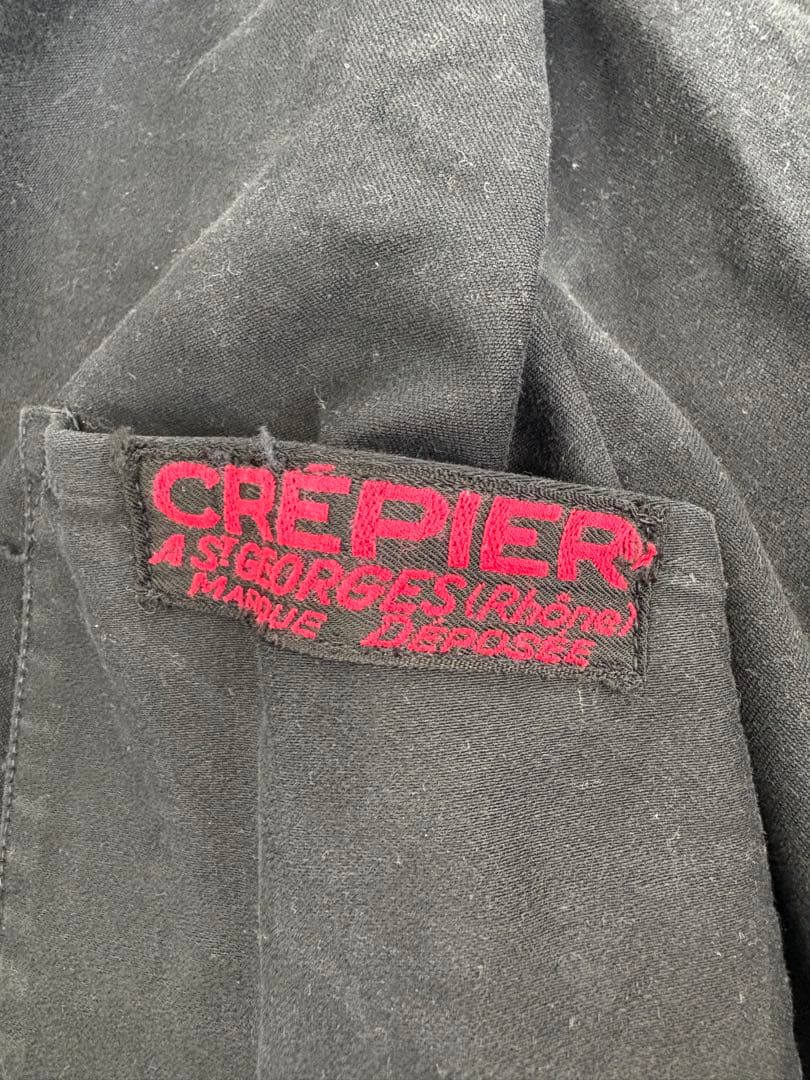 CRÉPIER
A ST GEORGES (Rhône)
MARQUE DÉPOSÉE